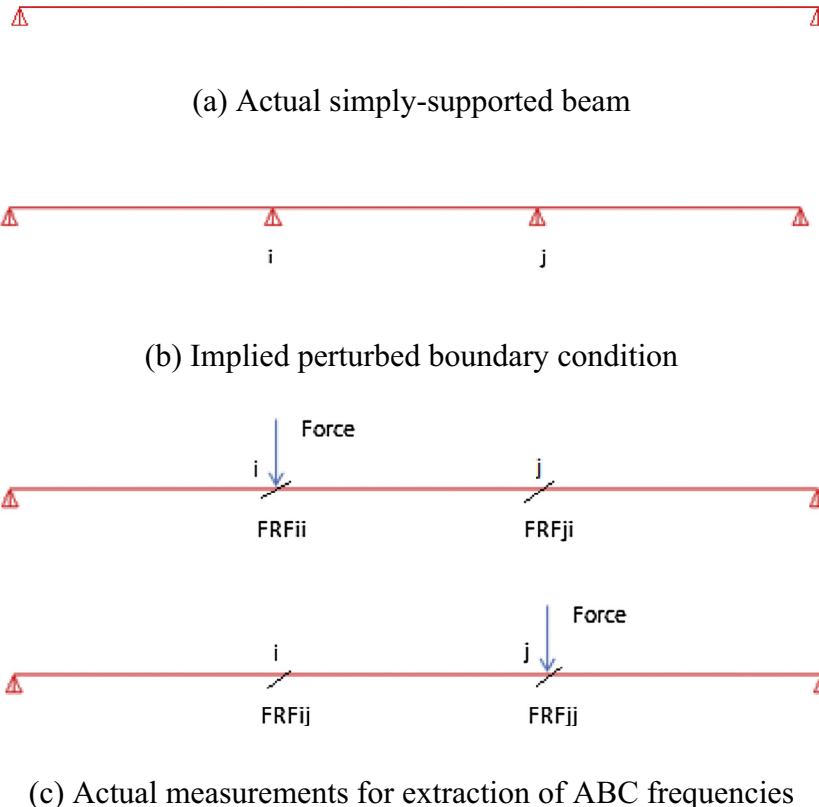 (a) Actual simply-supported beam
i j
(b) Implied perturbed boundary condition
Force
i j
FRFii FRFji
Force
i j
FRFij FRFjj
(c) Actual measurements for extraction of ABC frequencies